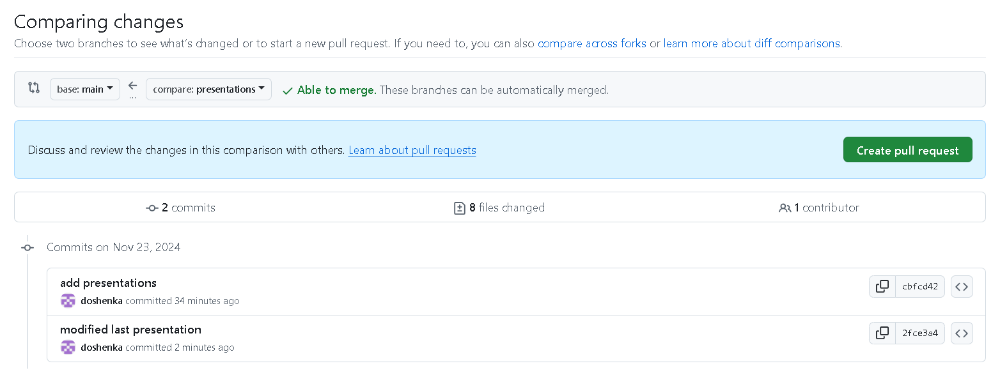 Comparing changes
Choose two branches to see what's changed or to start a new pull request. If you need to, you can also compare across forks or learn more about diff comparisons.
base: main ... compare: presentations Able to merge. These branches can be automatically merged.
Discuss and review the changes in this comparison with others. Learn about pull requests Create pull request
2 commits 8 files changed 1 contributor
Commits on Nov 23, 2024
add presentations
doshenka committed 34 minutes ago cbfcd42
modified last presentation
doshenka committed 2 minutes ago 2fce3a4